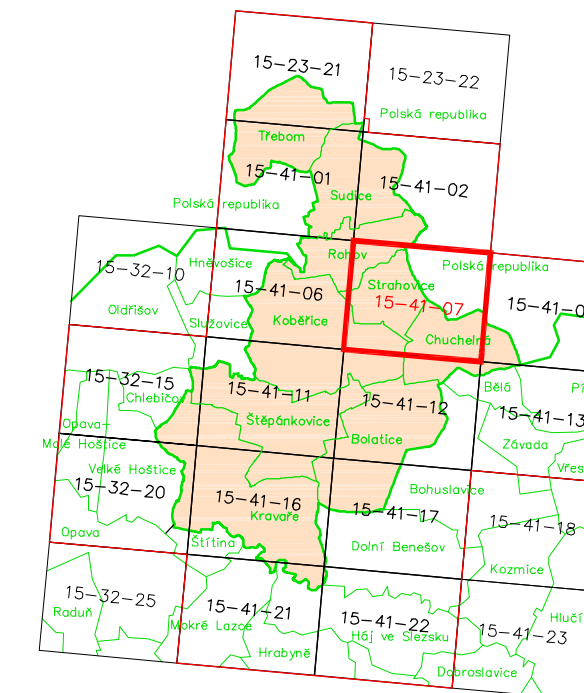 15-23-21
15-23-22
Polská republika
Třebom
15-41-01
15-41-02
Sudice
Polská republika
Rohov
Hněvošice
Polská republika
15-32-10
15-41-06
Strahovice
15-41-07
15-41-0
Oldřišov
Služovice
Kobeřice
Chuchelná
15-32-15
15-41-11
15-41-12
Bělá
Chlebičov
15-41-13
Štěpánkovice
Opava-
Malé Hoštice
Bolatice
Závada
Velké Hoštice
15-32-20
15-41-16
Bohuslavice
Kravaře
15-41-17
15-41-18
Opava
Štítina
Dolní Benešov
Kozmice
15-32-25
Raduň
15-41-21
15-41-22
Hlučí
Mokré Lazce
Háj ve Slezsku
15-41-23
Hrabyně
Dobroslavice